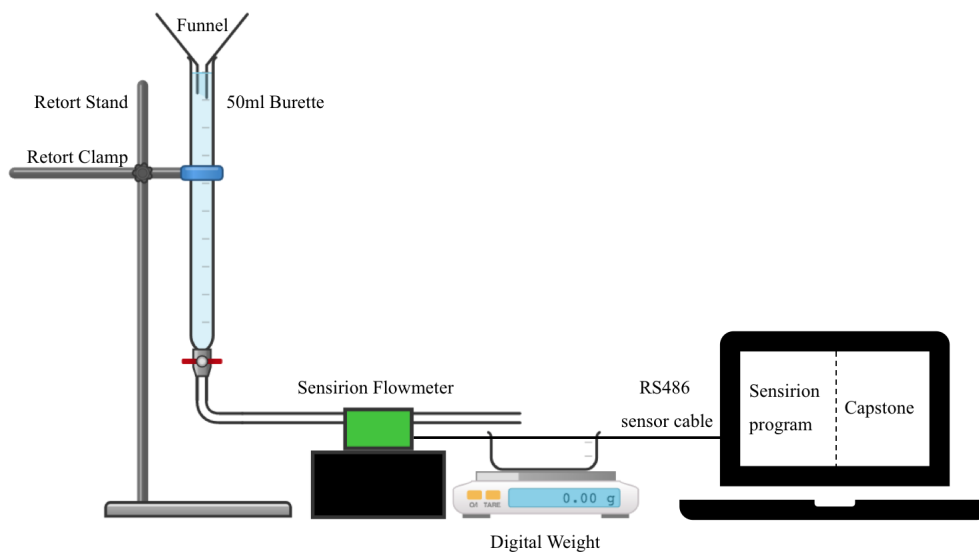 Funnel
Retort Stand
50ml Burette
Retort Clamp
Sensirion Flowmeter
RS486
sensor cable
Sensirion
program
Capstone
0.00 g
O/I
TARE
Digital Weight